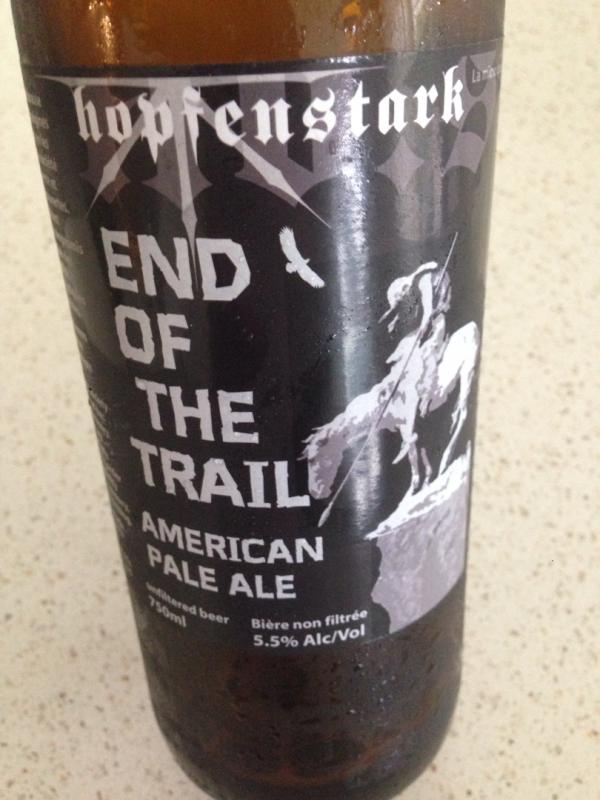 hopfenstark
END
OF
THE
TRAIL
AMERICAN
PALE ALE
unfiltered beer
750ml
Bière non filtrée
5.5% Alc/Vol